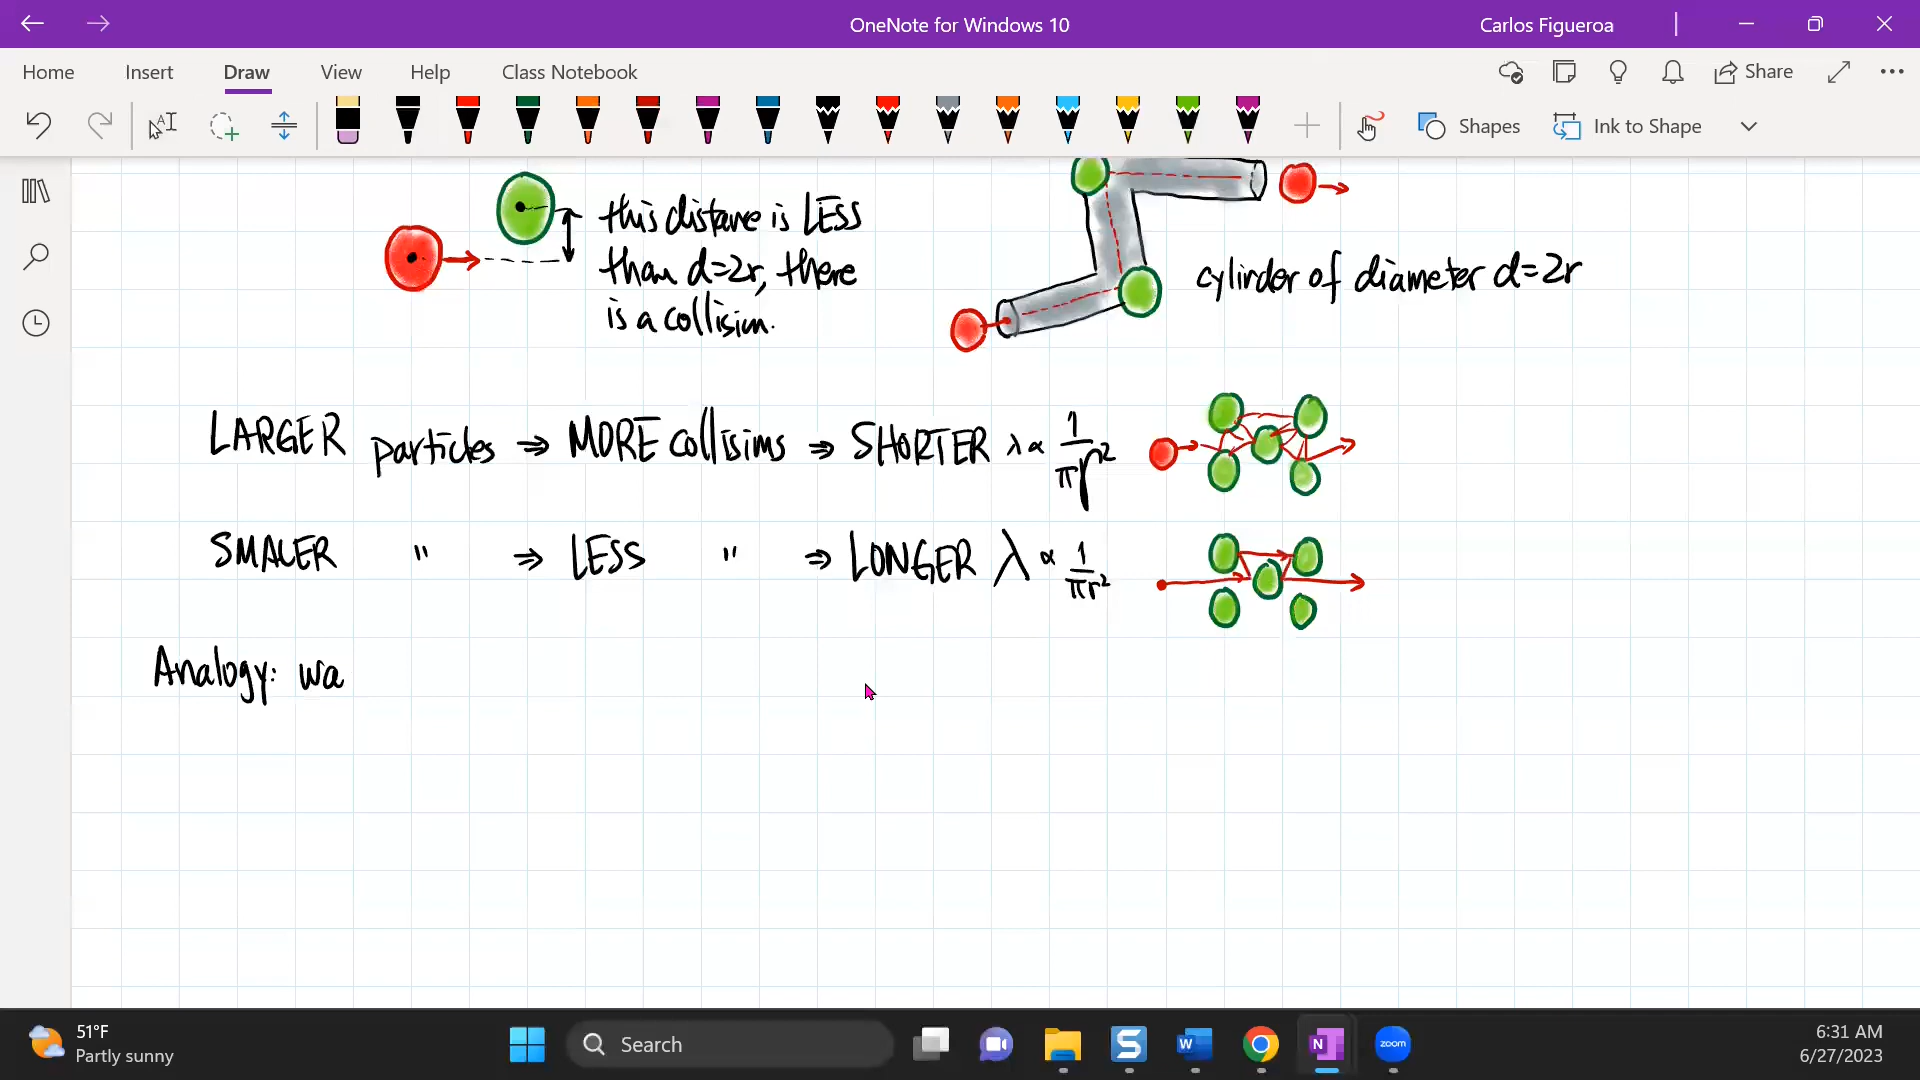 OneNote for Windows 10
Carlos Figueroa
Home Insert Draw View Help Class Notebook
Share
Shapes
Ink to Shape
this distance is LESS
than d=2r, there
is a collision.
cylinder of diameter d=2r
LARGER particles ⇒ MORE collisions ⇒ SHORTER λ ∝ 1/πr²
SMALLER " ⇒ LESS " ⇒ LONGER λ ∝ 1/πr²
Analogy: wa
51°F
Partly sunny
Search
zoom
6:31 AM
6/27/2023